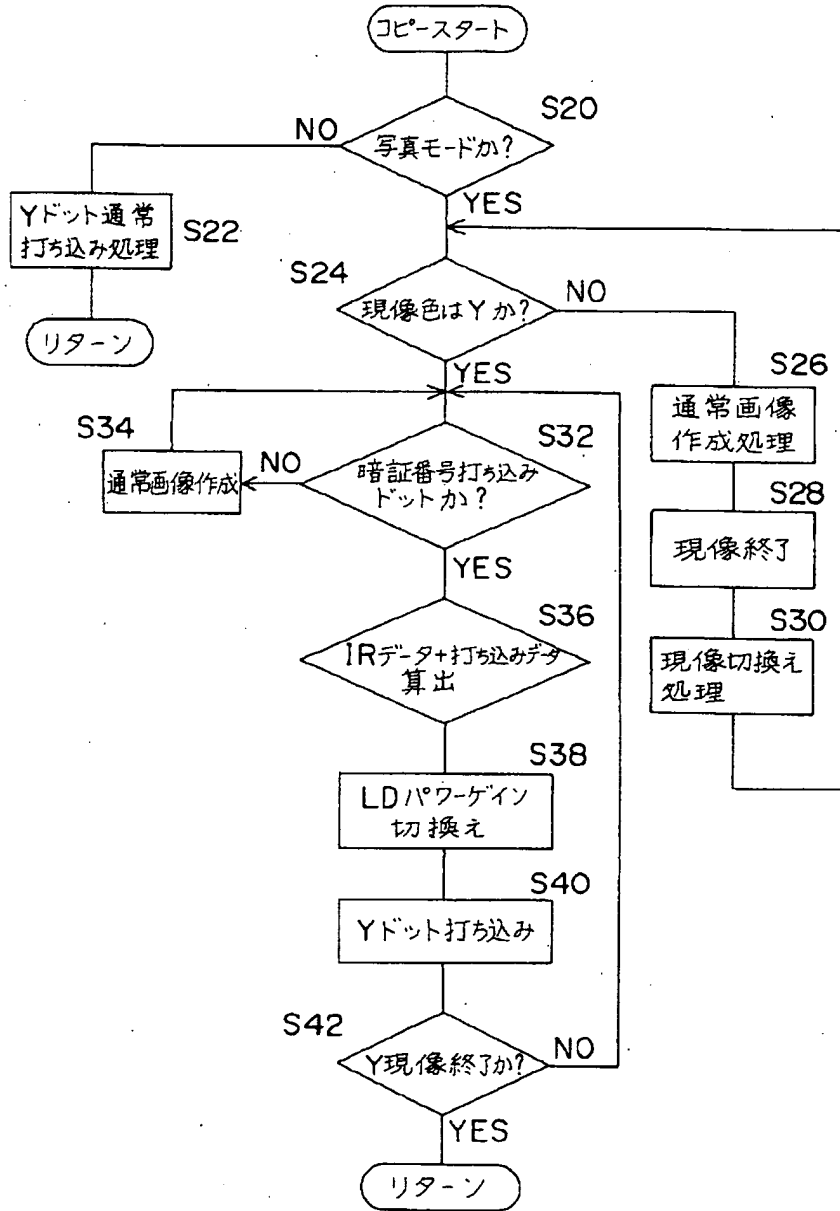 コピースタート
S20
写真モードか?
NO
YES
Yドット通常
打ち込み処理
S22
リターン
S24
現像色はYか?
NO
YES
S26
通常画像
作成処理
S28
現像終了
S30
現像切換え
処理
S34
通常画像作成
NO
S32
暗証番号打ち込み
ドットか?
YES
S36
IRデータ+打ち込みデータ
算出
S38
LDパワーゲイン
切換え
S40
Yドット打ち込み
S42
Y現像終了か?
NO
YES
リターン